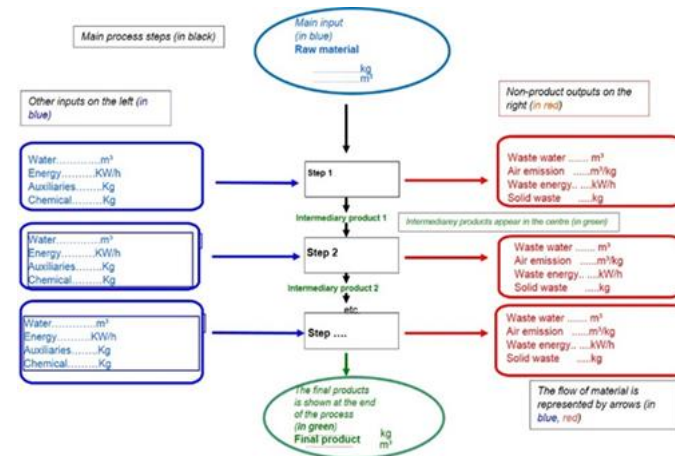 Main process steps (in black)
Main input
(in blue)
Raw material
..............kg
..............m³
Other inputs on the left (in
blue)
Non-product outputs on the
right (in red)
Water.............m³
Energy..........KW/h
Auxiliaries........Kg
Chemical.........Kg
Step 1
Waste water ....... m³
Air emission ......m³/kg
Waste energy.. ....kW/h
Solid waste .....kg
Intermediary product 1
Intermediarey products appear in the centre (in green)
Water.............m³
Energy..........KW/h
Auxiliaries........Kg
Chemical.........Kg
Step 2
Waste water ....... m³
Air emission ......m³/kg
Waste energy.. ....kW/h
Solid waste .....kg
Intermediary product 2
etc
Water.............m³
Energy..........KW/h
Auxiliaries........Kg
Chemical.........Kg
Step ....
Waste water ....... m³
Air emission ......m³/kg
Waste energy.. ....kW/h
Solid waste .....kg
The final products
is shown at the end
of the process
(in green)
Final product kg
.............. m³
The flow of material is
represented by arrows (in
blue, red)